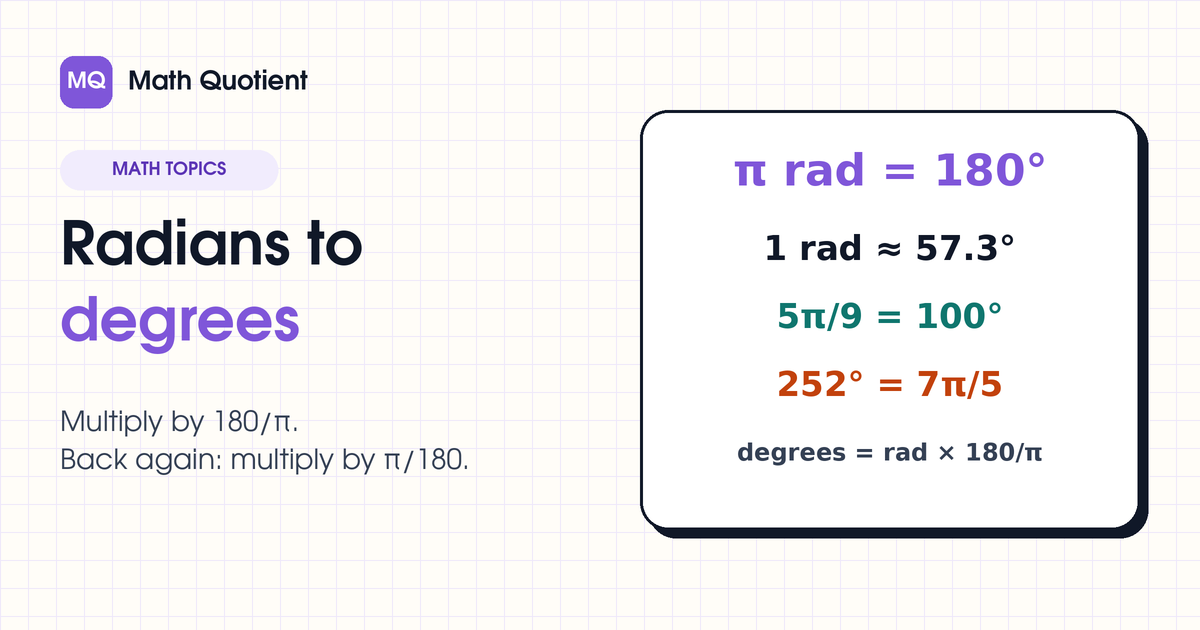 MQ Math Quotient
MATH TOPICS
Radians to
degrees
Multiply by 180/π.
Back again: multiply by π/180.
π rad = 180°
1 rad ≈ 57.3°
5π/9 = 100°
252° = 7π/5
degrees = rad × 180/π